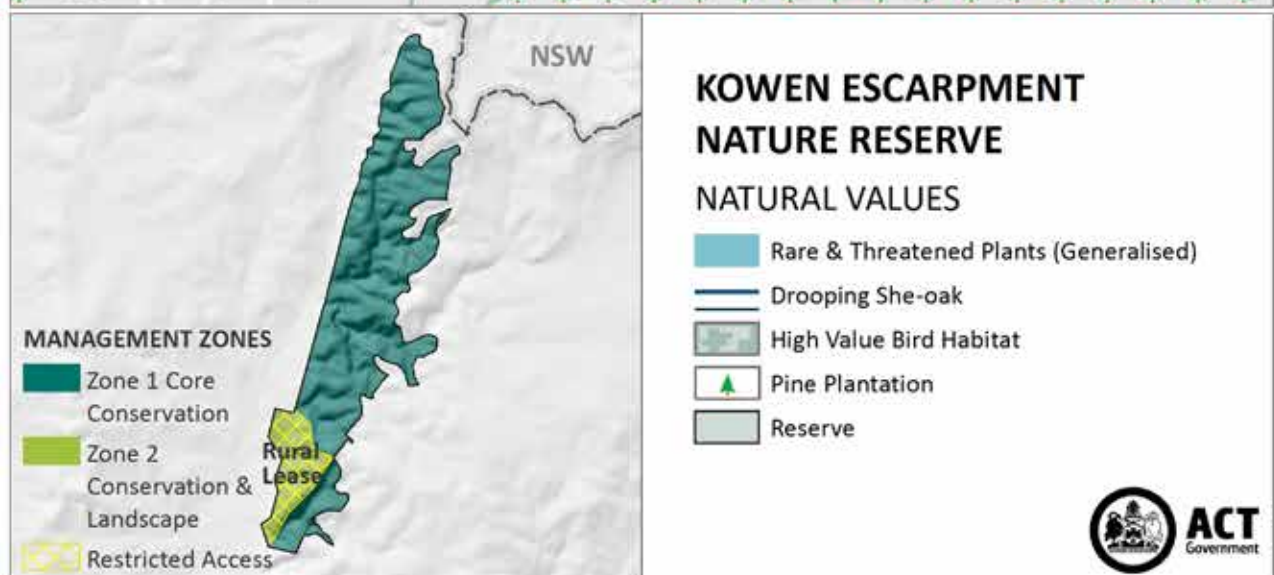 NSW
MANAGEMENT ZONES
Zone 1 Core
Conservation
Zone 2
Conservation &
Landscape
Restricted Access
Rural
Lease
KOWEN ESCARPMENT
NATURE RESERVE
NATURAL VALUES
Rare & Threatened Plants (Generalised)
Drooping She-oak
High Value Bird Habitat
Pine Plantation
Reserve
ACT
Government